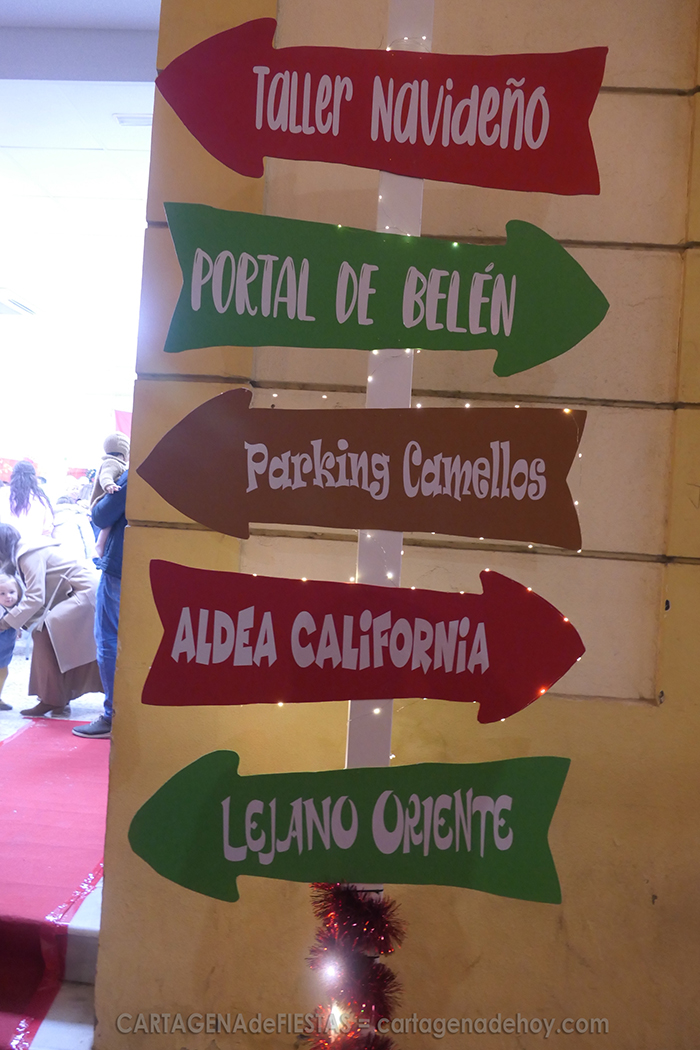 Taller Navideño
PORTAL DE BELÉN
Parking Camellos
ALDEA CALIFORNIA
LEJANO ORIENTE
CARTAGENAdeFIESTAS = cartagenadehoy.com